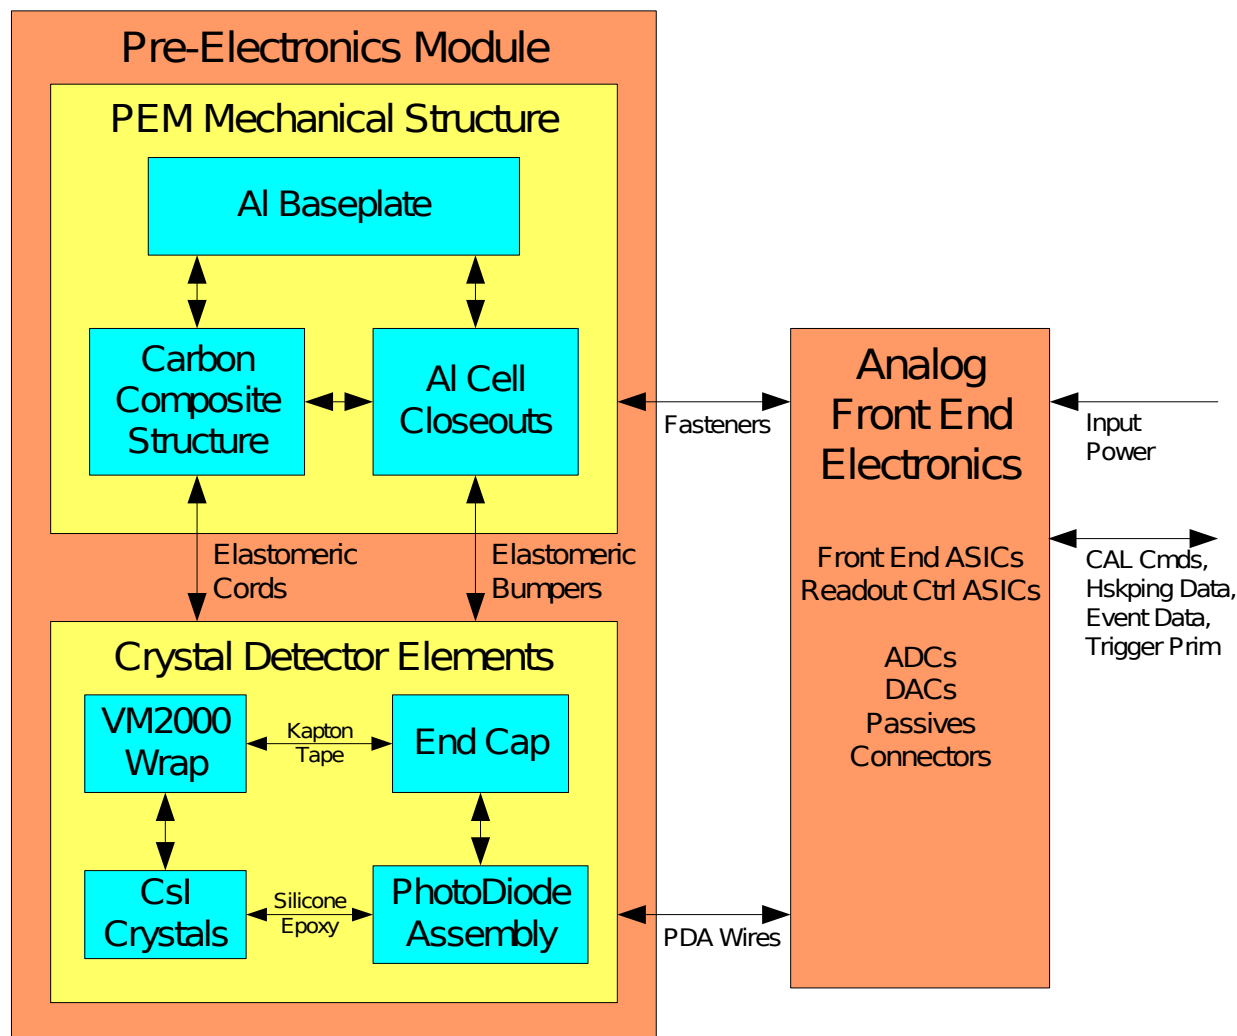 Pre-Electronics Module
PEM Mechanical Structure
Al Baseplate
Carbon
Composite
Structure
Al Cell
Closeouts
Fasteners
Elastomeric
Cords
Elastomeric
Bumpers
Crystal Detector Elements
VM2000
Wrap
Kapton
Tape
End Cap
CsI
Crystals
Silicone
Epoxy
PhotoDiode
Assembly
PDA Wires
Analog
Front End
Electronics
Front End ASICs
Readout Ctrl ASICs
ADCs
DACs
Passives
Connectors
Input
Power
CAL Cmds,
Hskping Data,
Event Data,
Trigger Prim